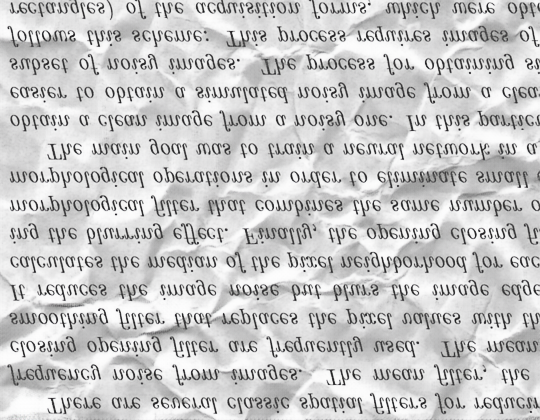 There are several classic spatial filters for reducin
frequency noise from images. The mean filter, the
closing opening filter are frequently used. The mean
smoothing filter that replaces the pixel values with th
It reduces the image noise but blurs the image edge
calculates the median of the pixel neighborhood for eac
ing the blurring effect. Finally, the opening closing fi
morphological filter that combines the same number o
morphological operations in order to eliminate small e
The main goal was to train a neural network in a
obtain a clean image from a noisy one. In this particu
easier to obtain a simulated noisy image from a clea
subset of noisy images. The process for obtaining si
follows this scheme: This process requires images of
rectangles) of the acquisition forms, which were obt